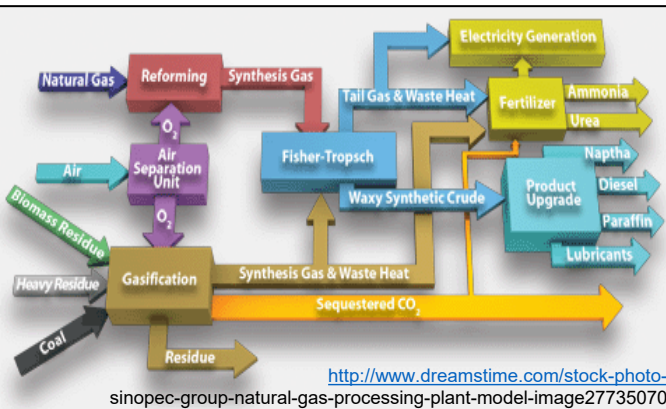 Electricity Generation
Natural Gas
Reforming
Synthesis Gas
Tail Gas & Waste Heat
Fertilizer
Ammonia
Urea
O2
Air
Air
Separation
Unit
Fisher-Tropsch
Naptha
Product
Upgrade
Diesel
Paraffin
Lubricants
Waxy Synthetic Crude
O2
Biomass Residue
Heavy Residue
Coal
Gasification
Synthesis Gas & Waste Heat
Sequestered CO2
Residue
http://www.dreamstime.com/stock-photo-
sinopec-group-natural-gas-processing-plant-model-image27735070